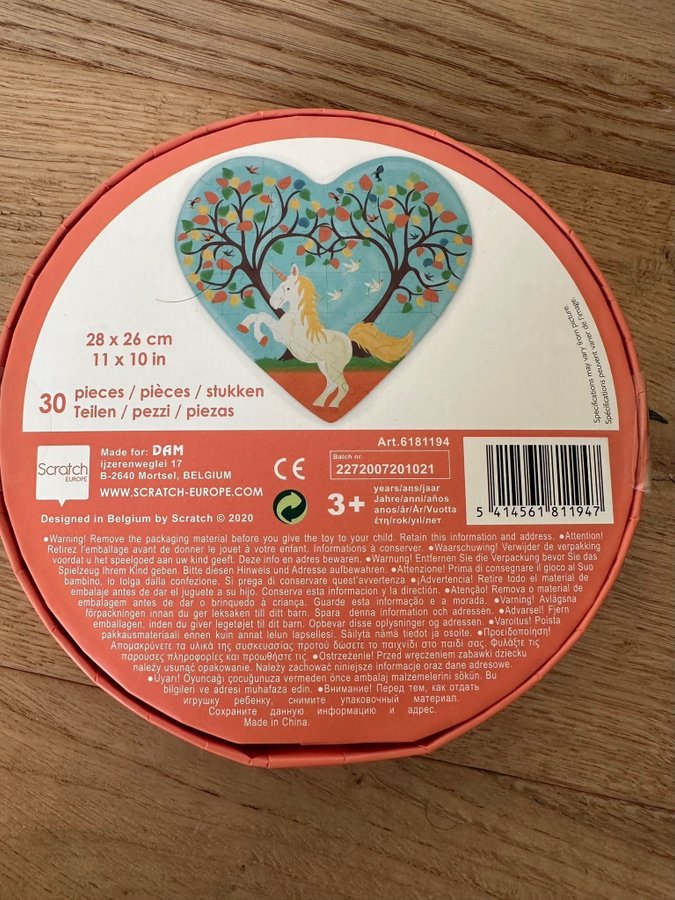 28 x 26 cm
11 x 10 in
30 pieces / pièces / stukken
Teilen / pezzi / piezas
Specifications may vary from picture.
Spécifications peuvent varier de l'image.
Scratch
EUROPE
Made for: DAM
ijzerenweglei 17
B-2640 Mortsel, BELGIUM
WWW.SCRATCH-EUROPE.COM
Designed in Belgium by Scratch © 2020
CE
Art.6181194
Batch nr.
2272007201021
3+
years/ans/jaar
Jahre/anni/años
anos/år/År/Vuotta
έτη/rok/yıl/лет
5 414561 811947
●Warning! Remove the packaging material before you give the toy to your child. Retain this information and address. ●Attention!
Retirez l'emballage avant de donner le jouet à votre enfant. Informations à conserver. ●Waarschuwing! Verwijder de verpakking
voordat u het speelgoed aan uw kind geeft. Deze info en adres bewaren. ●Warnung! Entfernen Sie die Verpackung bevor Sie das
Spielzeug Ihrem Kind geben. Bitte diesen Hinweis und Adresse aufbewahren. ●Attenzione! Prima di consegnare il gioco al Suo
bambino, lo tolga dalla confezione. Si prega di conservare quest'avvertenza ●¡Advertencia! Retire todo el material de
embalaje antes de dar el juguete a su hijo. Conserva esta informacion y la direction. ●Atenção! Remova o material de
embalagem antes de dar o brinquedo à criança. Guarde esta informação e a morada. ●Varning! Avlägsna
förpackningen innan du ger leksaken till ditt barn. Spara denna information och adressen. ●Advarsel! Fjern
emballagen, inden du giver legetøjet til dit barn. Opbevar disse oplysninger og adressen. ●Varoitus! Poista
pakkausmateriaali ennen kuin annat lelun lapsellesi. Säilytä nämä tiedot ja osoite. ●Προειδοποίηση!
Απομακρύνετε τα υλικά της συσκευασίας προτού δώσετε το παιχνίδι στο παιδί σας. Φυλάξτε τις
παρούσες πληροφορίες και προωθήστε τις. ●Ostrzeżenie! Przed wręczeniem zabawki dziecku
należy usunąć opakowanie. Należy zachować niniejsze informacje oraz dane adresowe.
●Uyarı! Oyuncağı çocuğunuza vermeden önce ambalaj malzemelerini sökün. Bu
bilgileri ve adresi muhafaza edin. ●Внимание! Перед тем, как отдать
игрушку ребенку, снимите упаковочный материал.
Сохраните данную информацию и адрес.
Made in China.